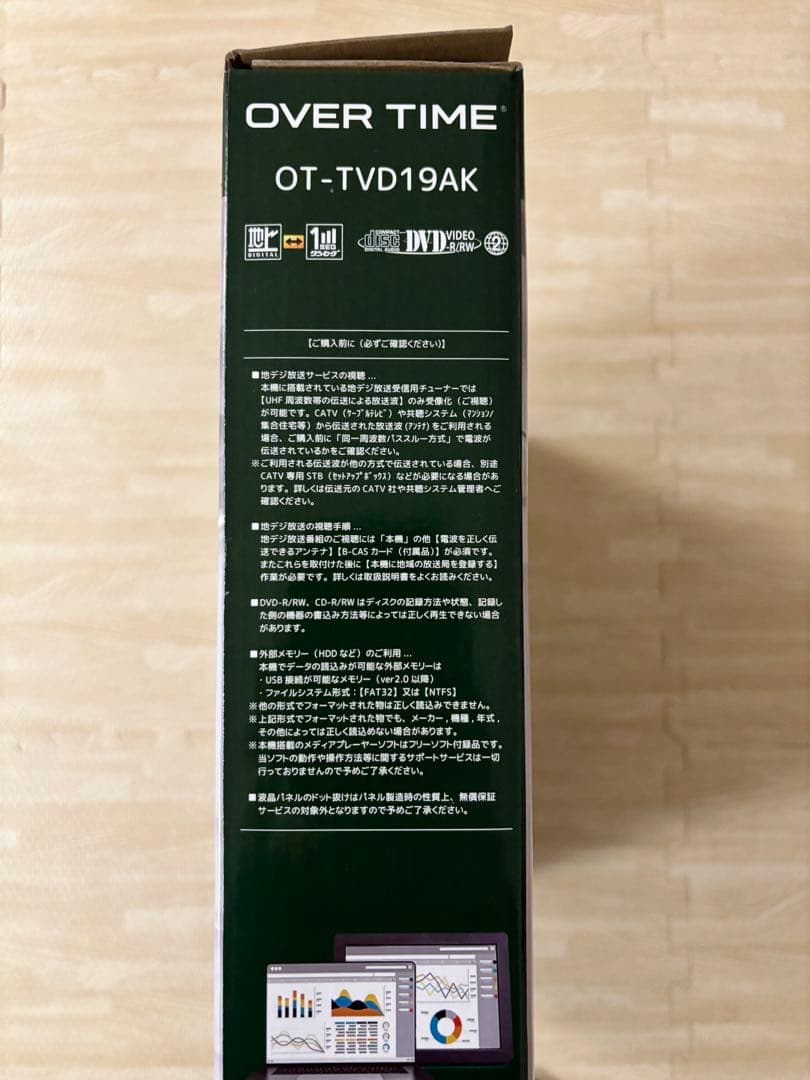 OVER TIME®
OT-TVD19AK
地上 DIGITAL 1SEG ワンセグ COMPACT disc DIGITAL AUDIO DVD VIDEO -R/RW 2
【ご購入前に（必ずご確認ください）】
■地デジ放送サービスの視聴 ...
本機に搭載されている地デジ放送受信用チューナーでは
【UHF 周波数帯の伝送による放送波】のみ受像化（ご視聴）
が可能です。CATV（ｹｰﾌﾞﾙﾃﾚﾋﾞ）や共聴システム（ﾏﾝｼｮﾝ/
集合住宅等）から伝送された放送波 (ｱﾝﾃﾅ) をご利用される
場合、ご購入前に「同一周波数パススルー方式」で電波が
伝送されているかをご確認ください。
※ご利用される伝送波が他の方式で伝送されている場合、別途
CATV 専用 STB（ｾｯﾄｱｯﾌﾟﾎﾞｯｸｽ）などが必要になる場合があ
ります。詳しくは伝送元の CATV 社や共聴システム管理者へご
確認ください。
■地デジ放送の視聴手順 ...
地デジ放送番組のご視聴には「本機」の他【電波を正しく伝
送できるアンテナ】【B-CAS カード（付属品）】が必須です。
またこれらを取付けた後に【本機に地域の放送局を登録する】
作業が必要です。詳しくは取扱説明書をよくお読みください。
■DVD-R/RW、CD-R/RW はディスクの記録方法や状態、記録し
た側の機器の書込み方法等によっては正しく再生できない場合
があります。
■外部メモリー（HDD など）のご利用 ...
本機でデータの読込みが可能な外部メモリーは
・USB 接続が可能なメモリー（ver2.0 以降）
・ファイルシステム形式：【FAT32】又は【NTFS】
※他の形式でフォーマットされた物は正しく読込みできません。
※上記形式でフォーマットされた物でも、メーカー , 機種 , 年式 ,
その他によっては正しく読込めない場合があります。
※本機搭載のメディアプレーヤーソフトはフリーソフト付録品です。
当ソフトの動作や操作方法等に関するサポートサービスは一切
行っておりませんので予めご了承ください。
■液晶パネルのドット抜けはパネル製造時の性質上、無償保証
サービスの対象外となりますので予めご了承ください。